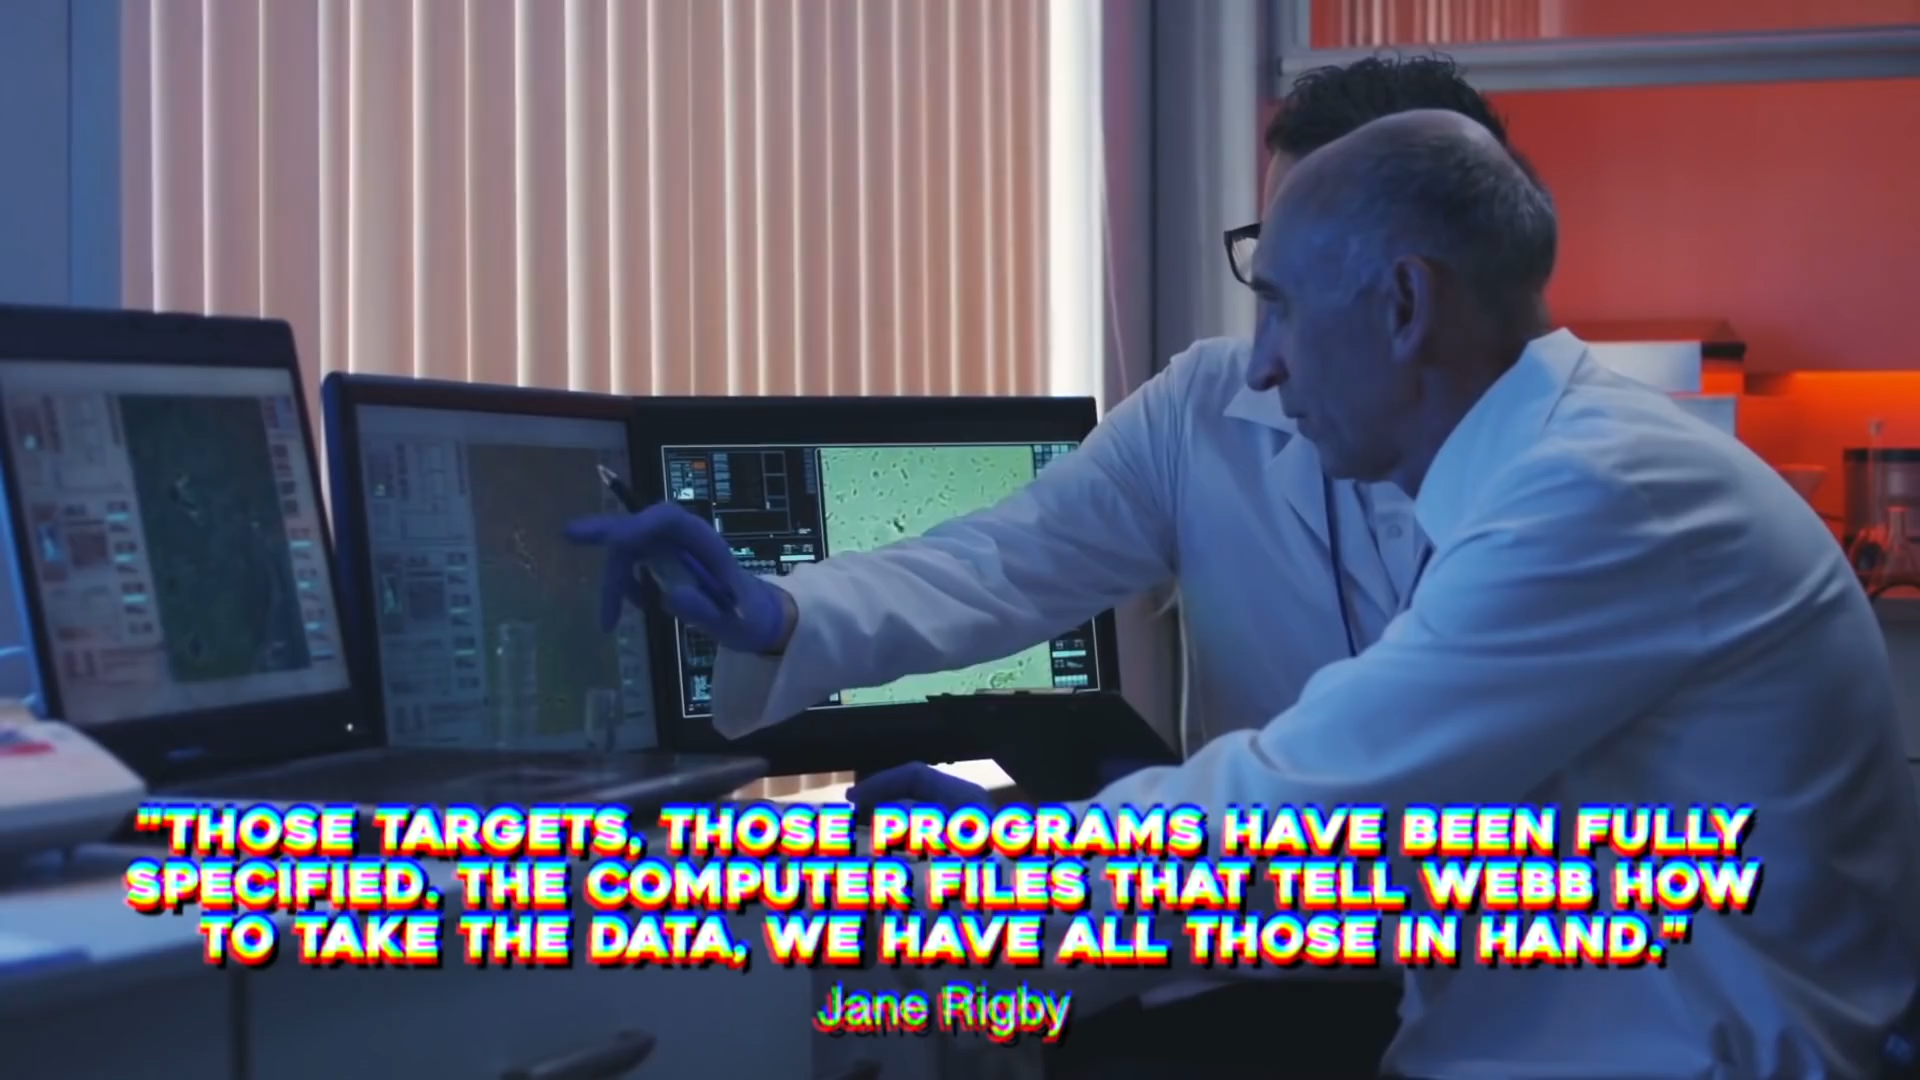 "THOSE TARGETS, THOSE PROGRAMS HAVE BEEN FULLY
SPECIFIED. THE COMPUTER FILES THAT TELL WEBB HOW
TO TAKE THE DATA, WE HAVE ALL THOSE IN HAND."
Jane Rigby